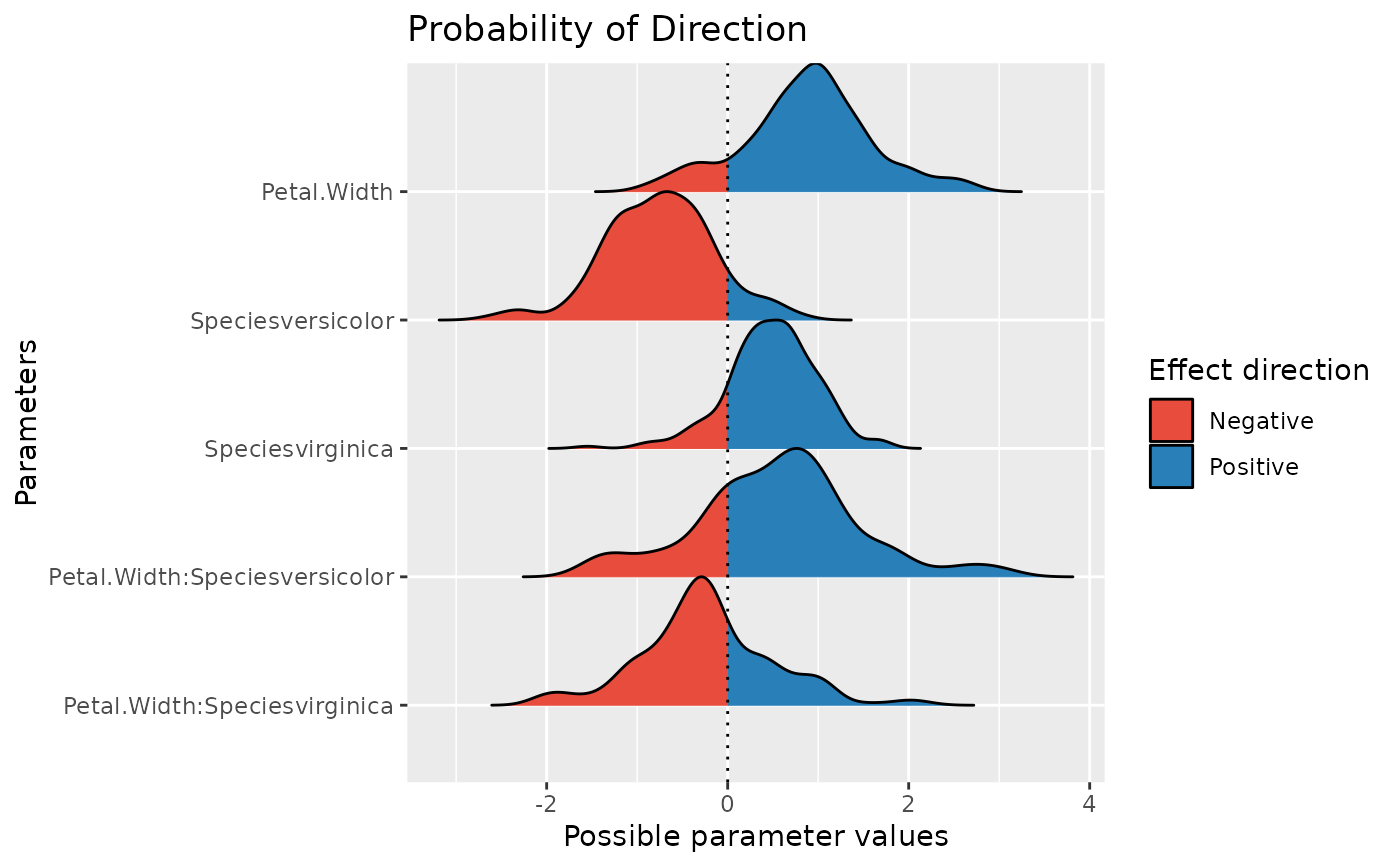 Probability of Direction
Parameters
Petal.Width
Speciesversicolor
Speciesvirginica
Petal.Width:Speciesversicolor
Petal.Width:Speciesvirginica
-2 0 2 4
Possible parameter values
Effect direction
Negative
Positive